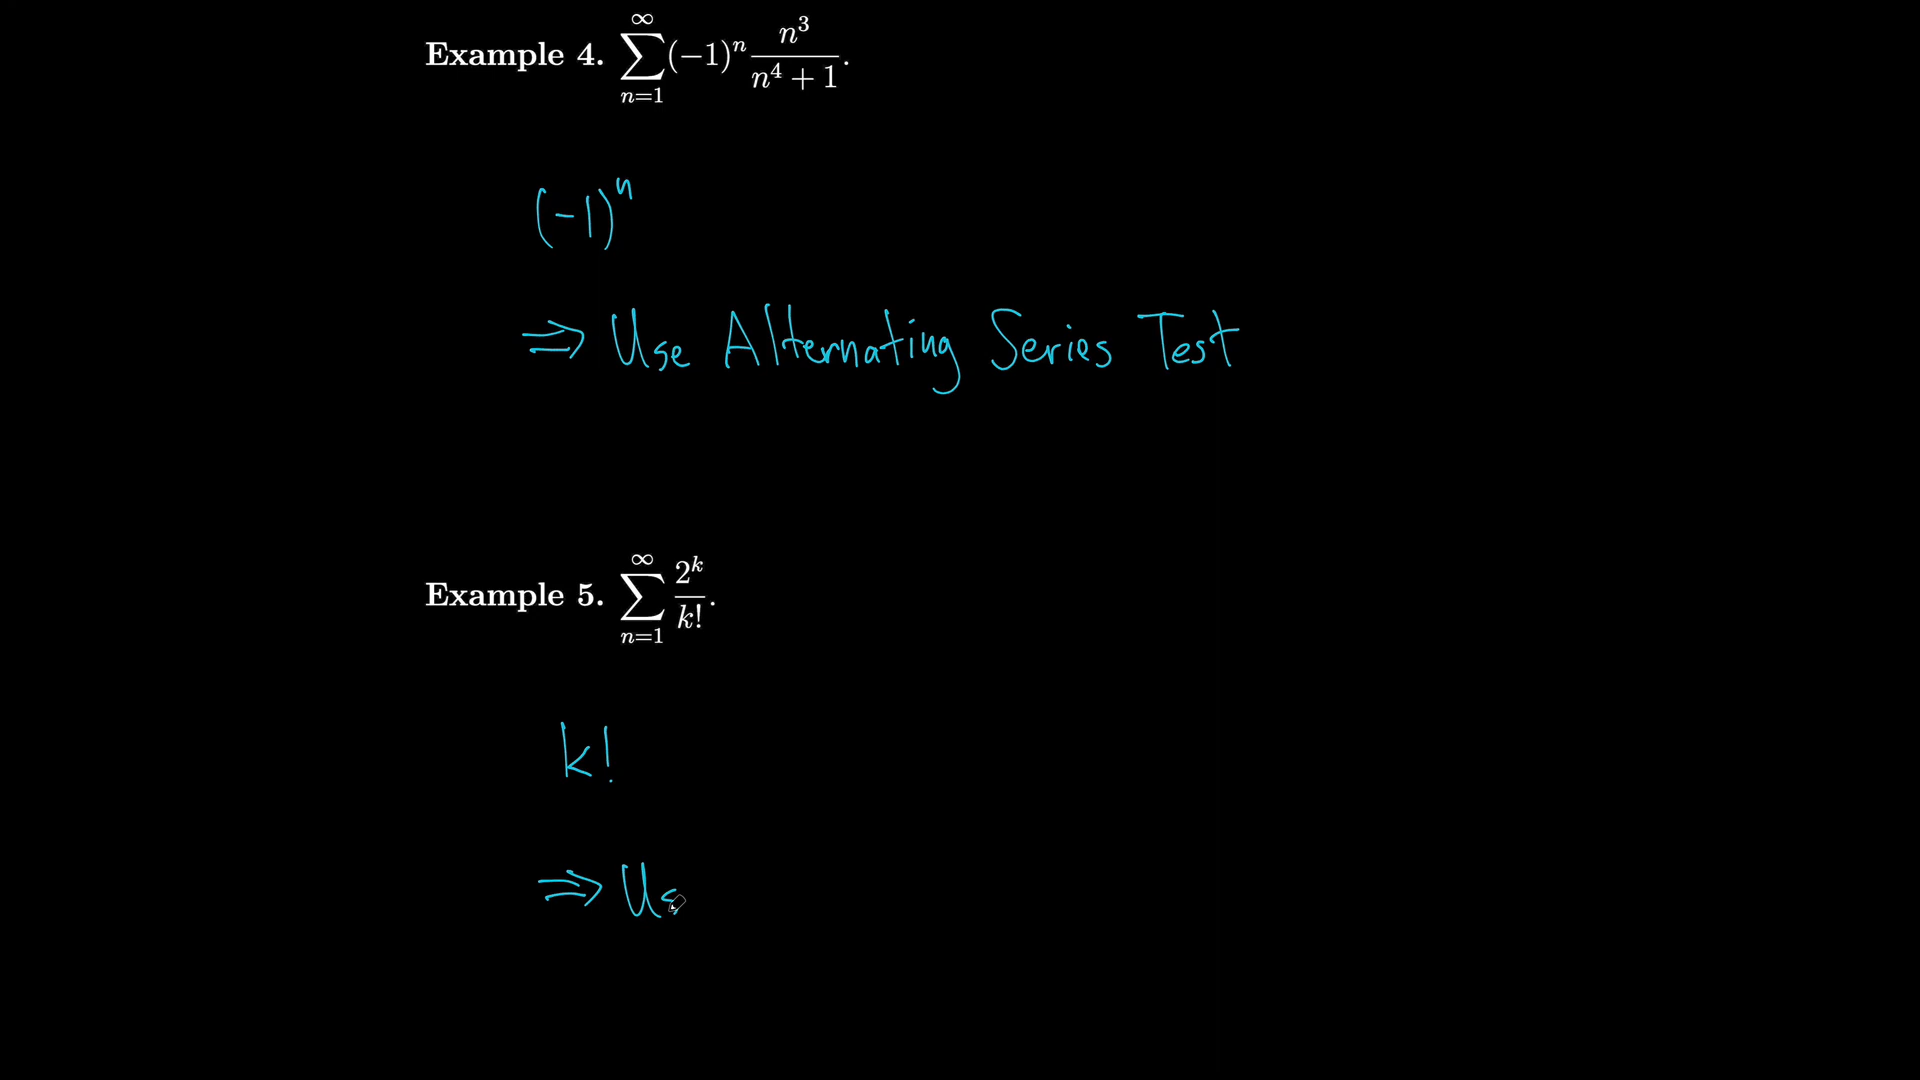 Example 4. $\sum_{n=1}^{\infty} (-1)^n \frac{n^3}{n^4+1}$.
$(-1)^n$
⇒ Use Alternating Series Test
Example 5. $\sum_{n=1}^{\infty} \frac{2^k}{k!}$.
k!
⇒ Us